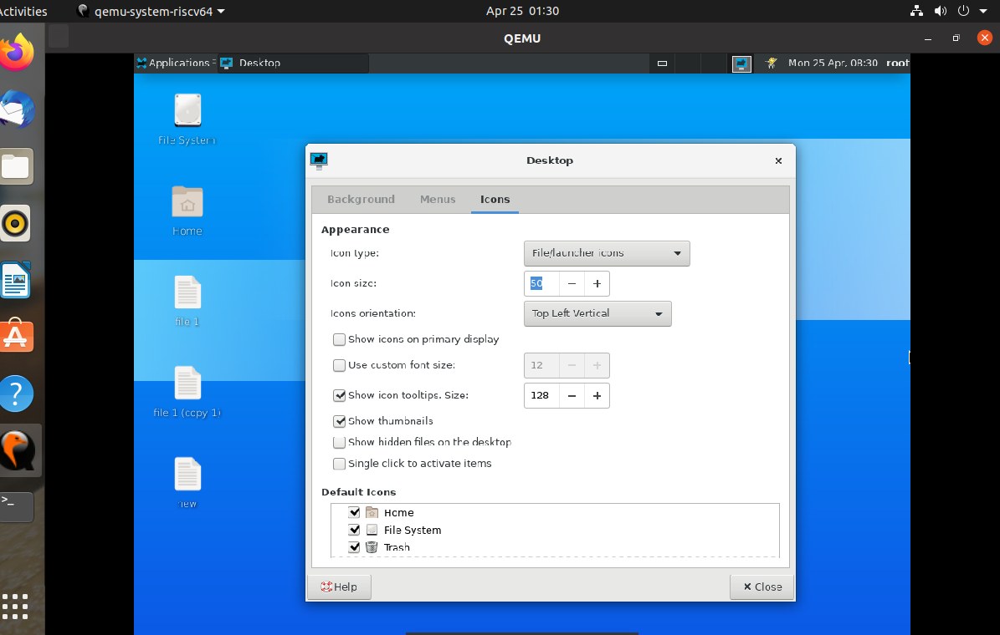 Activities
qemu-system-riscv64
Apr 25 01:30
QEMU
Applications
Desktop
Mon 25 Apr, 08:30
root
File System
Home
file 1
file 1 (copy 1)
new
Desktop
Background
Menus
Icons
Appearance
Icon type:
File/launcher icons
Icon size:
50
Icons orientation:
Top Left Vertical
Show icons on primary display
Use custom font size:
12
Show icon tooltips. Size:
128
Show thumbnails
Show hidden files on the desktop
Single click to activate items
Default Icons
Home
File System
Trash
Help
Close